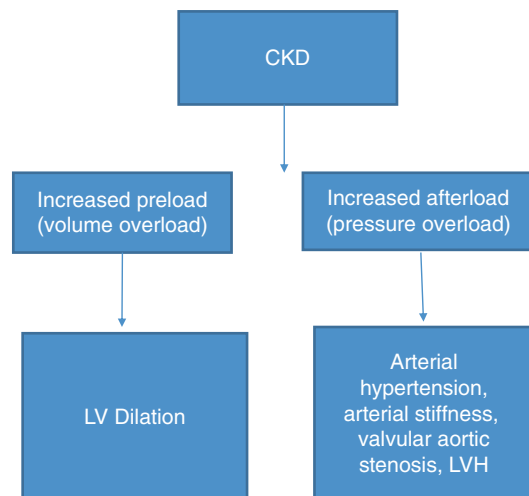 CKD
Increased preload
(volume overload)
Increased afterload
(pressure overload)
LV Dilation
Arterial
hypertension,
arterial stiffness,
valvular aortic
stenosis, LVH